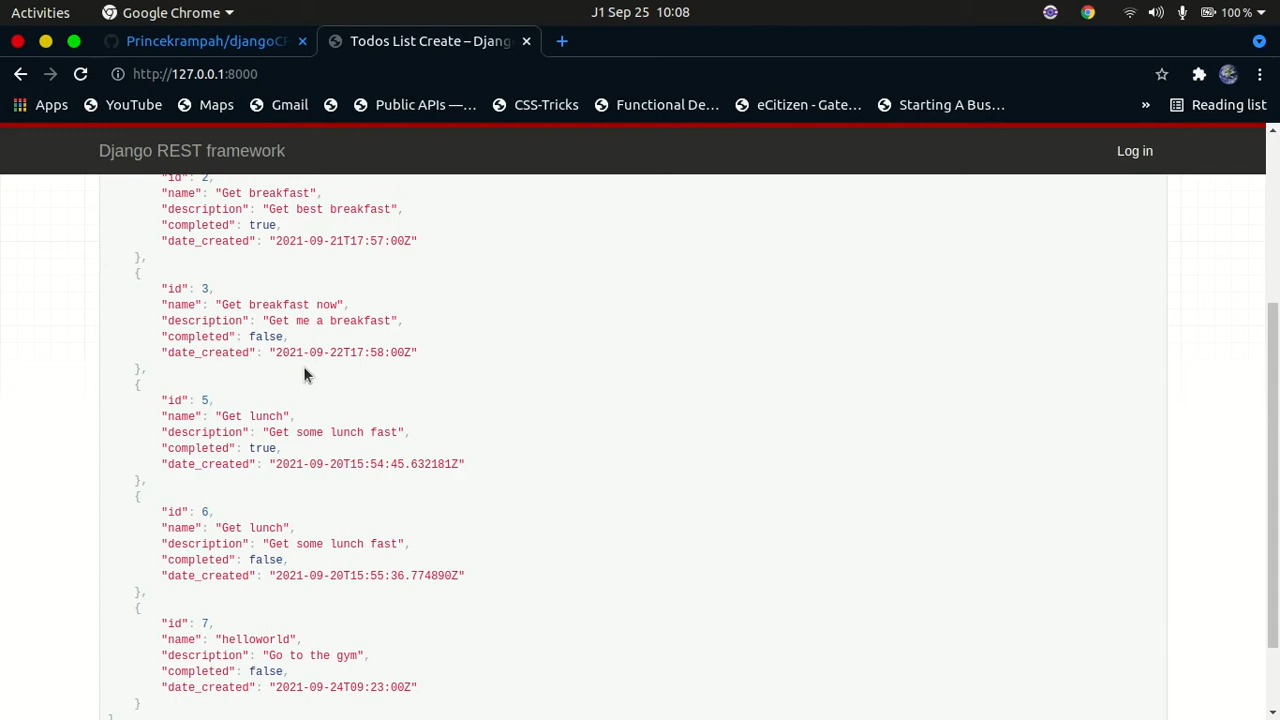 Activities
Google Chrome
J1 Sep 25 10:08
100 %
Princekrampah/djangoCF
Todos List Create – Djang
http://127.0.0.1:8000
Apps
YouTube
Maps
Gmail
Public APIs —…
CSS-Tricks
Functional De…
eCitizen - Gate…
Starting A Bus…
»
Reading list
Django REST framework
Log in
"id": 2,
"name": "Get breakfast",
"description": "Get best breakfast",
"completed": true,
"date_created": "2021-09-21T17:57:00Z"
},
{
"id": 3,
"name": "Get breakfast now",
"description": "Get me a breakfast",
"completed": false,
"date_created": "2021-09-22T17:58:00Z"
},
{
"id": 5,
"name": "Get lunch",
"description": "Get some lunch fast",
"completed": true,
"date_created": "2021-09-20T15:54:45.632181Z"
},
{
"id": 6,
"name": "Get lunch",
"description": "Get some lunch fast",
"completed": false,
"date_created": "2021-09-20T15:55:36.774890Z"
},
{
"id": 7,
"name": "helloworld",
"description": "Go to the gym",
"completed": false,
"date_created": "2021-09-24T09:23:00Z"
}
]